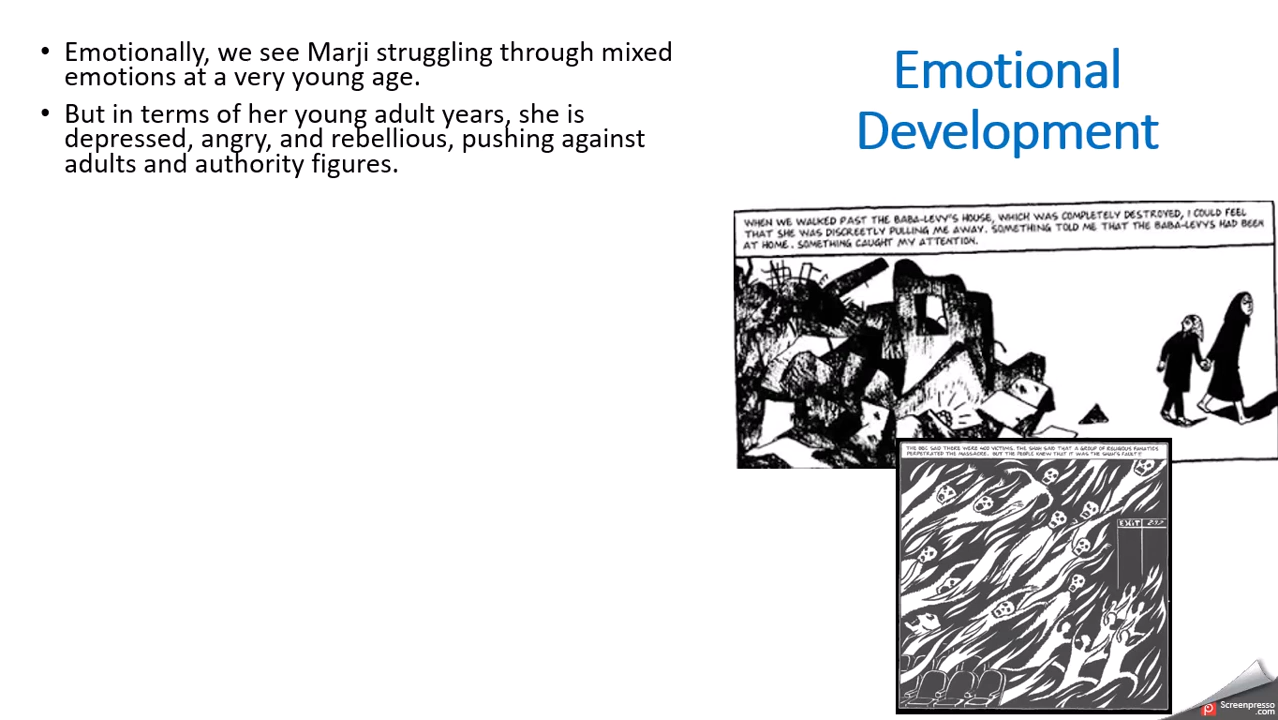 • Emotionally, we see Marji struggling through mixed
emotions at a very young age.
• But in terms of her young adult years, she is
depressed, angry, and rebellious, pushing against
adults and authority figures.
Emotional
Development
WHEN WE WALKED PAST THE BABA-LEVY'S HOUSE, WHICH WAS COMPLETELY DESTROYED, I COULD FEEL
THAT SHE WAS DISCREETLY PULLING ME AWAY. SOMETHING TOLD ME THAT THE BABA-LEVYS HAD BEEN
AT HOME. SOMETHING CAUGHT MY ATTENTION.
THE BBC SAID THERE WERE 400 VICTIMS. THE SHAH SAID THAT A GROUP OF RELIGIOUS FANATICS
PERPETRATED THE MASSACRE. BUT THE PEOPLE KNEW THAT IT WAS THE SHAH'S FAULT!!
EXIT
Screenpresso
.com